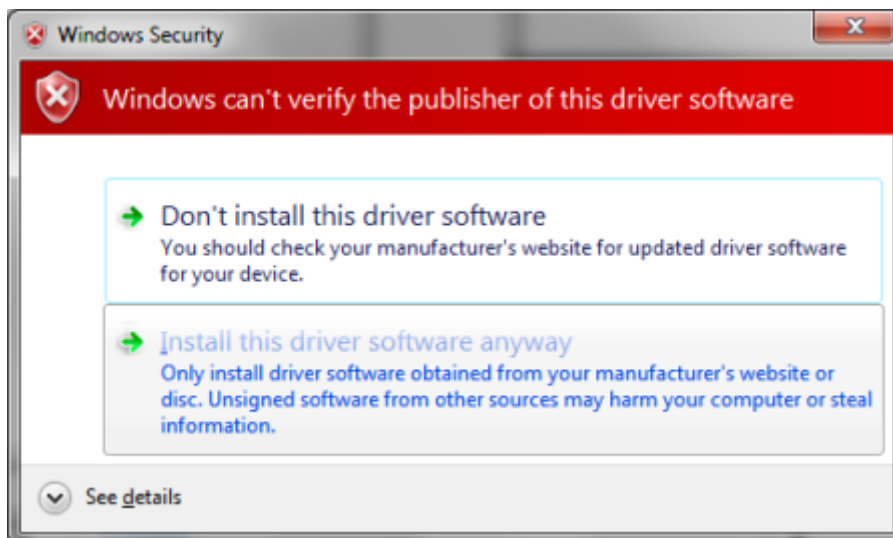 Windows Security
Windows can't verify the publisher of this driver software
Don't install this driver software
You should check your manufacturer's website for updated driver software
for your device.
Install this driver software anyway
Only install driver software obtained from your manufacturer's website or
disc. Unsigned software from other sources may harm your computer or steal
information.
See details